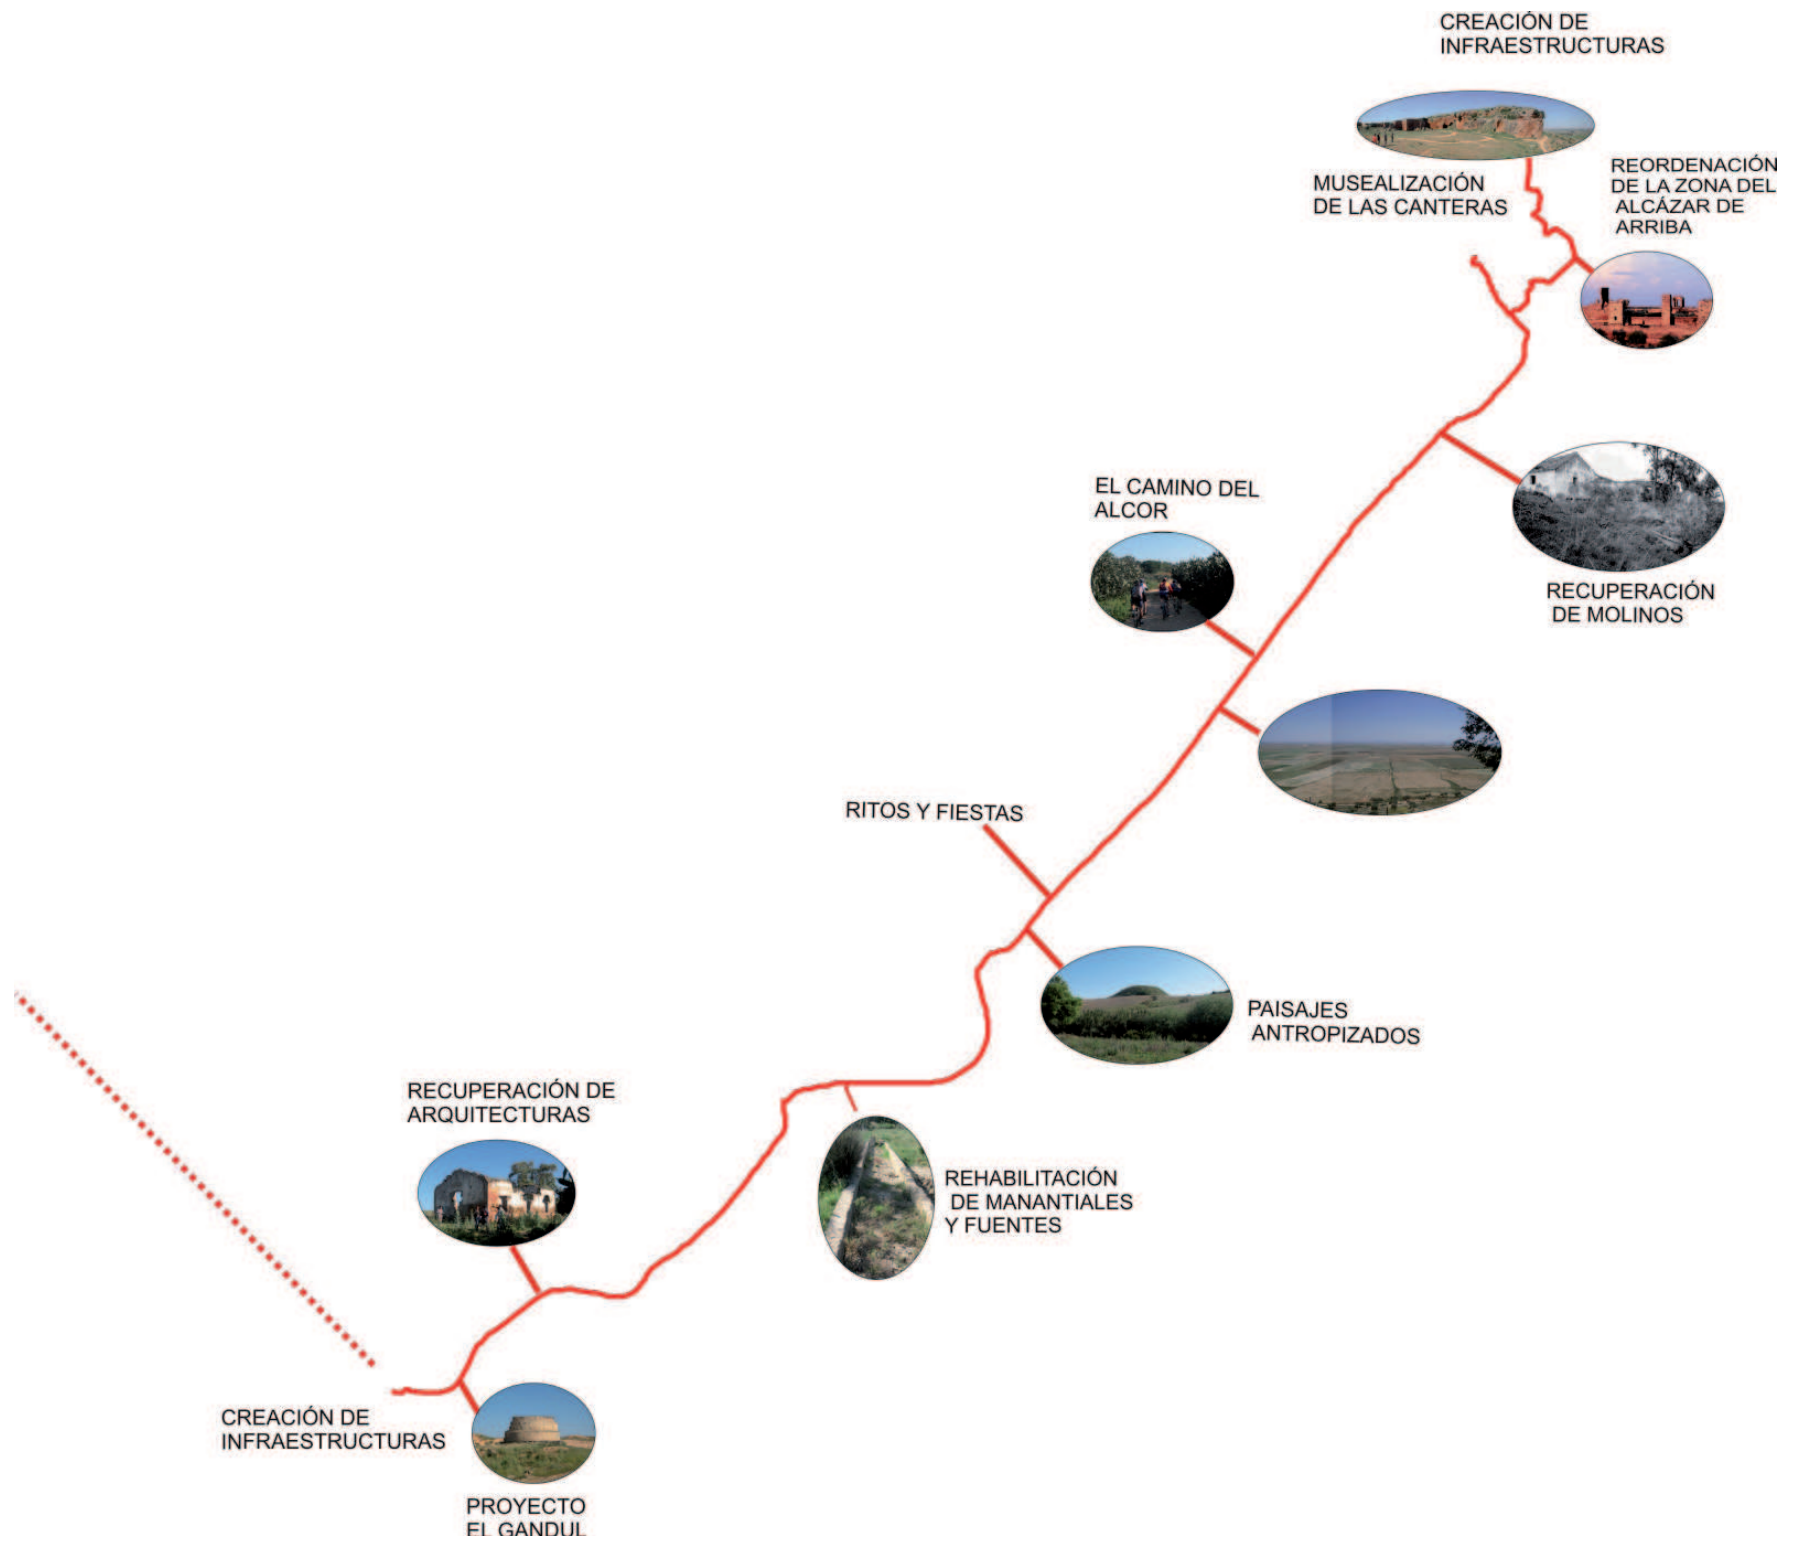 CREACIÓN DE
INFRAESTRUCTURAS
REORDENACIÓN
DE LA ZONA DEL
ALCÁZAR DE
ARRIBA
MUSEALIZACIÓN
DE LAS CANTERAS
EL CAMINO DEL
ALCOR
RECUPERACIÓN
DE MOLINOS
RITOS Y FIESTAS
PAISAJES
ANTROPIZADOS
RECUPERACIÓN DE
ARQUITECTURAS
REHABILITACIÓN
DE MANANTIALES
Y FUENTES
CREACIÓN DE
INFRAESTRUCTURAS
PROYECTO
EL GANDUL